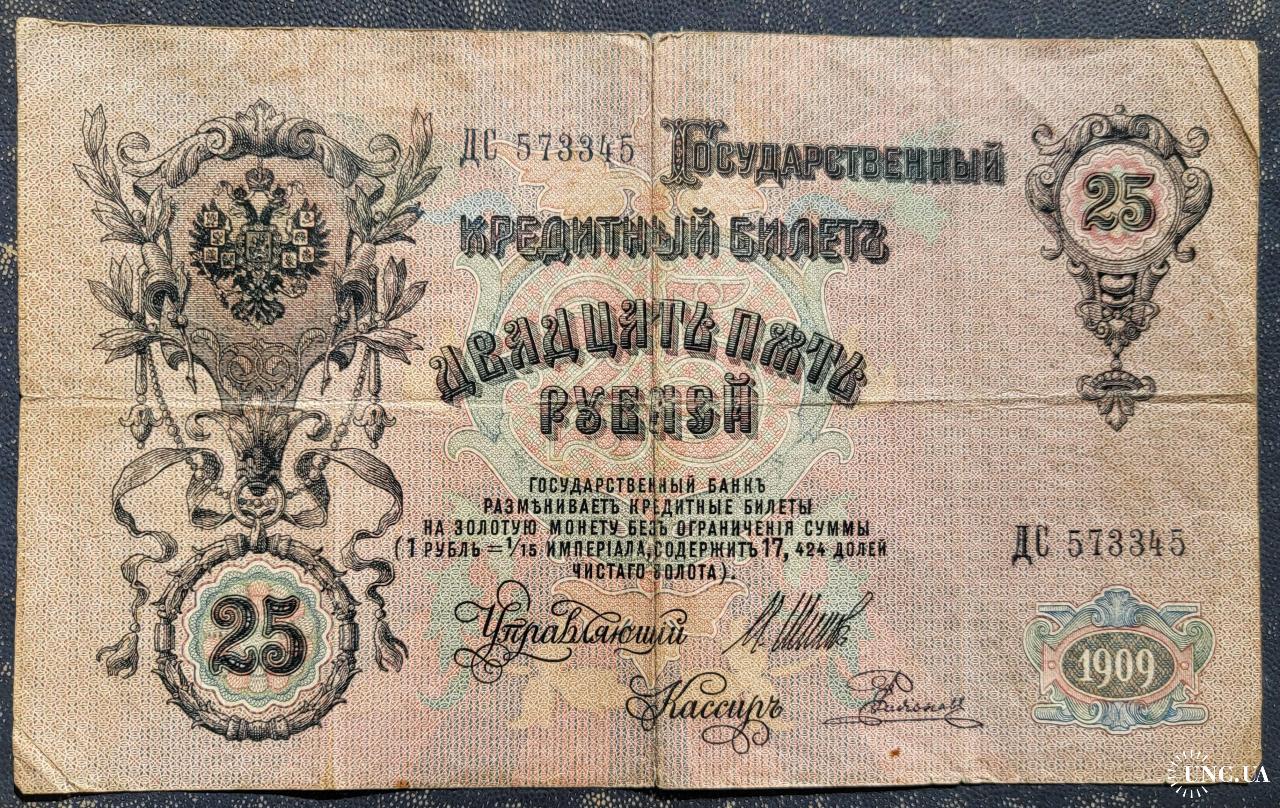 ДС 573345 Государственный
25
кредитный билетъ
двадцать пять
рублей
Государственный банкъ
размѣниваетъ кредитные билеты
на золотую монету безъ ограниченія суммы
(1 рубль = 1/15 имперіала, содержитъ 17,424 долей
чистаго золота).
ДС 573345
25
Управляющій
Кассиръ
1909
UNC.UA